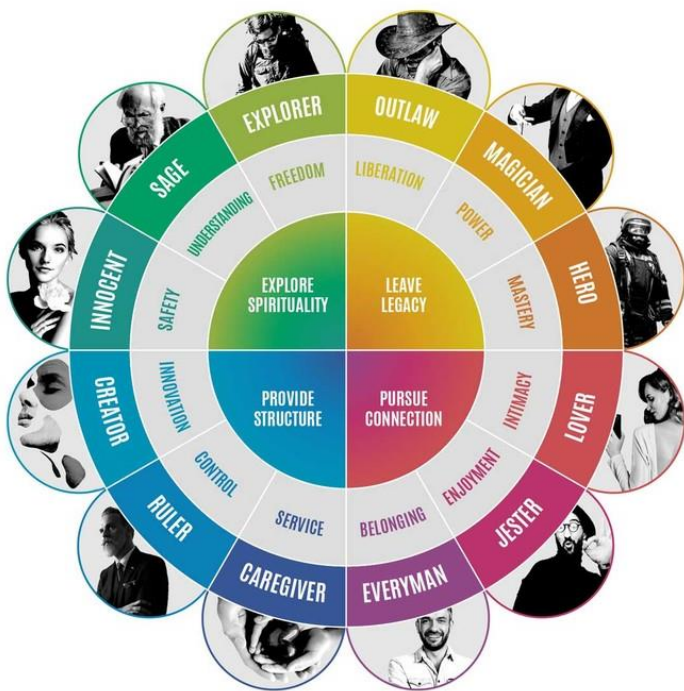 EXPLORER
OUTLAW
MAGICIAN
HERO
LOVER
JESTER
EVERYMAN
CAREGIVER
RULER
CREATOR
INNOCENT
SAGE
FREEDOM
LIBERATION
POWER
MASTERY
INTIMACY
ENJOYMENT
BELONGING
SERVICE
CONTROL
INNOVATION
SAFETY
UNDERSTANDING
EXPLORE
SPIRITUALITY
LEAVE
LEGACY
PROVIDE
STRUCTURE
PURSUE
CONNECTION